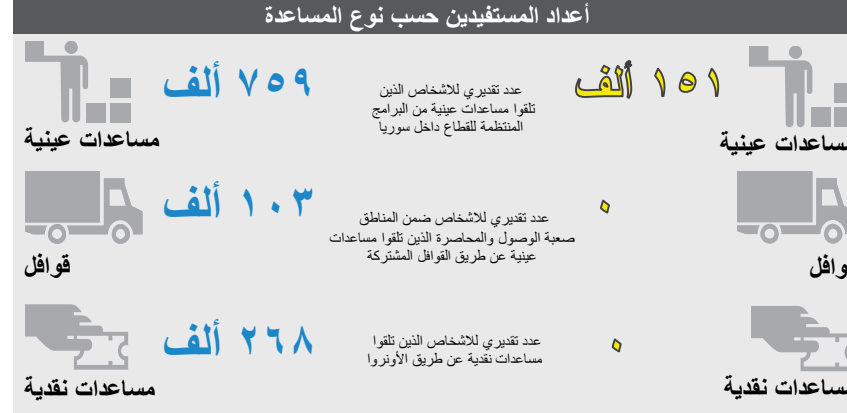 أعداد المستفيدين حسب نوع المساعدة
١٥١ ألف
عدد تقديري للاشخاص الذين
تلقوا مساعدات عينية من البرامج
المنتظمة للقطاع داخل سوريا
٧٥٩ ألف
مساعدات عينية
مساعدات عينية
٠
عدد تقديري للاشخاص ضمن المناطق
صعبة الوصول والمحاصرة الذين تلقوا مساعدات
عينية عن طريق القوافل المشتركة
١٠٣ ألف
وافل
قوافل
٠
عدد تقديري للاشخاص الذين تلقوا
مساعدات نقدية عن طريق الأونروا
٢٦٨ ألف
مساعدات نقدية
مساعدات نقدية